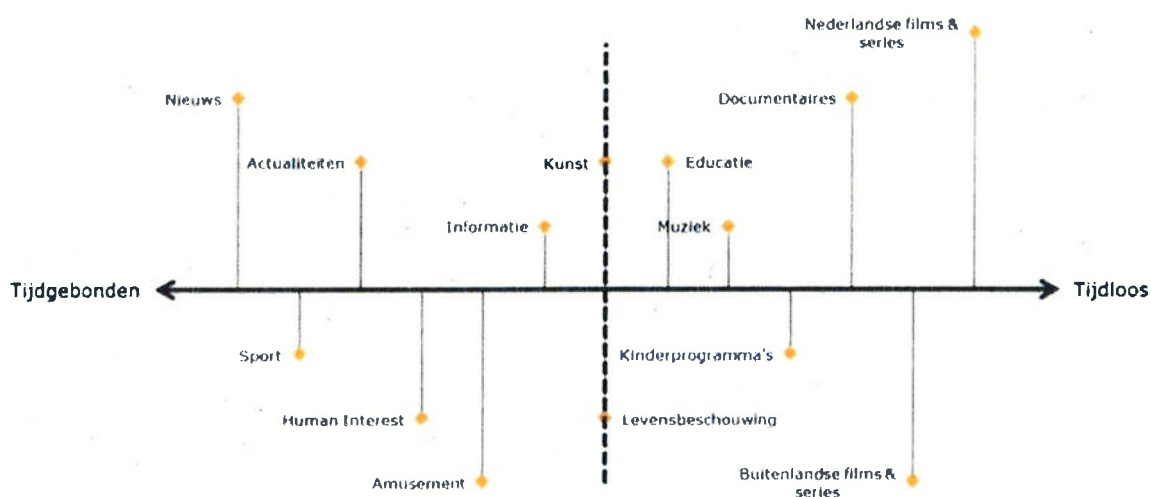 Nederlandse films &
series
Nieuws
Documentaires
Actualiteiten
Kunst
Educatie
Informatie
Muziek
Tijdgebonden
Tijdloos
Sport
Kinderprogramma's
Human Interest
Levensbeschouwing
Amusement
Buitenlandse films &
series